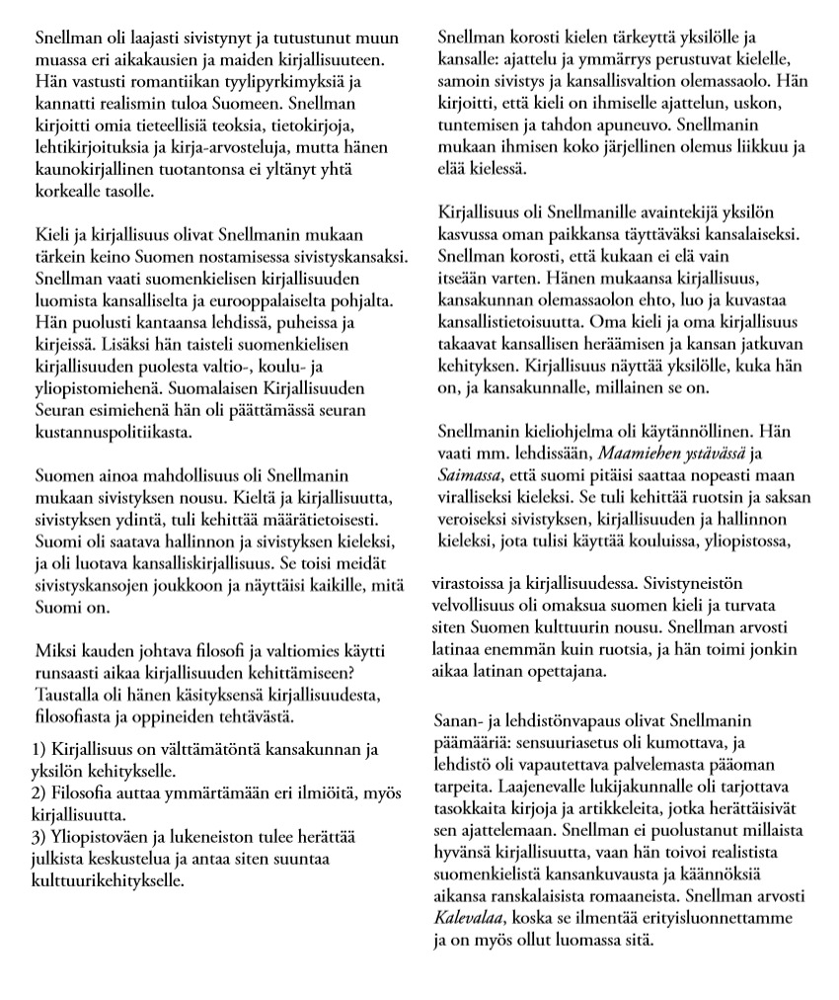 Snellman oli laajasti sivistynyt ja tutustunut muun
muassa eri aikakausien ja maiden kirjallisuuteen.
Hän vastusti romantiikan tyylipyrkimyksiä ja
kannatti realismin tuloa Suomeen. Snellman
kirjoitti omia tieteellisiä teoksia, tietokirjoja,
lehtikirjoituksia ja kirja-arvosteluja, mutta hänen
kaunokirjallinen tuotantonsa ei yltänyt yhtä
korkealle tasolle.
Kieli ja kirjallisuus olivat Snellmanin mukaan
tärkein keino Suomen nostamisessa sivistyskansaksi.
Snellman vaati suomenkielisen kirjallisuuden
luomista kansalliselta ja eurooppalaiselta pohjalta.
Hän puolusti kantaansa lehdissä, puheissa ja
kirjeissä. Lisäksi hän taisteli suomenkielisen
kirjallisuuden puolesta valtio-, koulu- ja
yliopistomiehenä. Suomalaisen Kirjallisuuden
Seuran esimiehenä hän oli päättämässä seuran
kustannuspolitiikasta.
Suomen ainoa mahdollisuus oli Snellmanin
mukaan sivistyksen nousu. Kieltä ja kirjallisuutta,
sivistyksen ydintä, tuli kehittää määrätietoisesti.
Suomi oli saatava hallinnon ja sivistyksen kieleksi,
ja oli luotava kansalliskirjallisuus. Se toisi meidät
sivistyskansojen joukkoon ja näyttäisi kaikille, mitä
Suomi on.
Miksi kauden johtava filosofi ja valtiomies käytti
runsaasti aikaa kirjallisuuden kehittämiseen?
Taustalla oli hänen käsityksensä kirjallisuudesta,
filosofiasta ja oppineiden tehtävästä.
1) Kirjallisuus on välttämätöntä kansakunnan ja
yksilön kehitykselle.
2) Filosofia auttaa ymmärtämään eri ilmiöitä, myös
kirjallisuutta.
3) Yliopistoväen ja lukeneiston tulee herättää
julkista keskustelua ja antaa siten suuntaa
kulttuurikehitykselle.
Snellman korosti kielen tärkeyttä yksilölle ja
kansalle: ajattelu ja ymmärrys perustuvat kielelle,
samoin sivistys ja kansallisvaltion olemassaolo. Hän
kirjoitti, että kieli on ihmiselle ajattelun, uskon,
tuntemisen ja tahdon apuneuvo. Snellmanin
mukaan ihmisen koko järjellinen olemus liikkuu ja
elää kielessä.
Kirjallisuus oli Snellmanille avaintekijä yksilön
kasvussa oman paikkansa täyttäväksi kansalaiseksi.
Snellman korosti, että kukaan ei elä vain
itseään varten. Hänen mukaansa kirjallisuus,
kansakunnan olemassaolon ehto, luo ja kuvastaa
kansallistietoisuutta. Oma kieli ja oma kirjallisuus
takaavat kansallisen heräämisen ja kansan jatkuvan
kehityksen. Kirjallisuus näyttää yksilölle, kuka hän
on, ja kansakunnalle, millainen se on.
Snellmanin kieliohjelma oli käytännöllinen. Hän
vaati mm. lehdissään, Maamiehen ystävässä ja
Saimassa, että suomi pitäisi saattaa nopeasti maan
viralliseksi kieleksi. Se tuli kehittää ruotsin ja saksan
veroiseksi sivistyksen, kirjallisuuden ja hallinnon
kieleksi, jota tulisi käyttää kouluissa, yliopistossa,
virastoissa ja kirjallisuudessa. Sivistyneistön
velvollisuus oli omaksua suomen kieli ja turvata
siten Suomen kulttuurin nousu. Snellman arvosti
latinaa enemmän kuin ruotsia, ja hän toimi jonkin
aikaa latinan opettajana.
Sanan- ja lehdistönvapaus olivat Snellmanin
päämääriä: sensuuriasetus oli kumottava, ja
lehdistö oli vapautettava palvelemasta pääoman
tarpeita. Laajenevalle lukijakunnalle oli tarjottava
tasokkaita kirjoja ja artikkeleita, jotka herättäisivät
sen ajattelemaan. Snellman ei puolustanut millaista
hyvänsä kirjallisuutta, vaan hän toivoi realistista
suomenkielistä kansankuvausta ja käännöksiä
aikansa ranskalaisista romaaneista. Snellman arvosti
Kalevalaa, koska se ilmentää erityisluonnettamme
ja on myös ollut luomassa sitä.